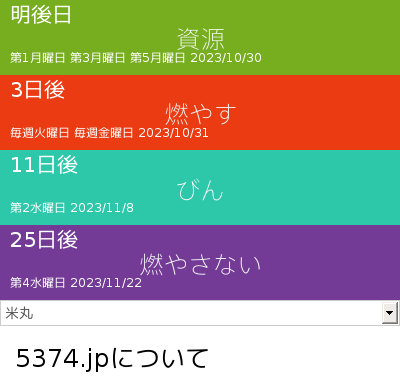 明後日
資源
第1月曜日 第3月曜日 第5月曜日 2023/10/30
3日後
燃やす
毎週火曜日 毎週金曜日 2023/10/31
11日後
びん
第2水曜日 2023/11/8
25日後
燃やさない
第4水曜日 2023/11/22
米丸
5374.jpについて